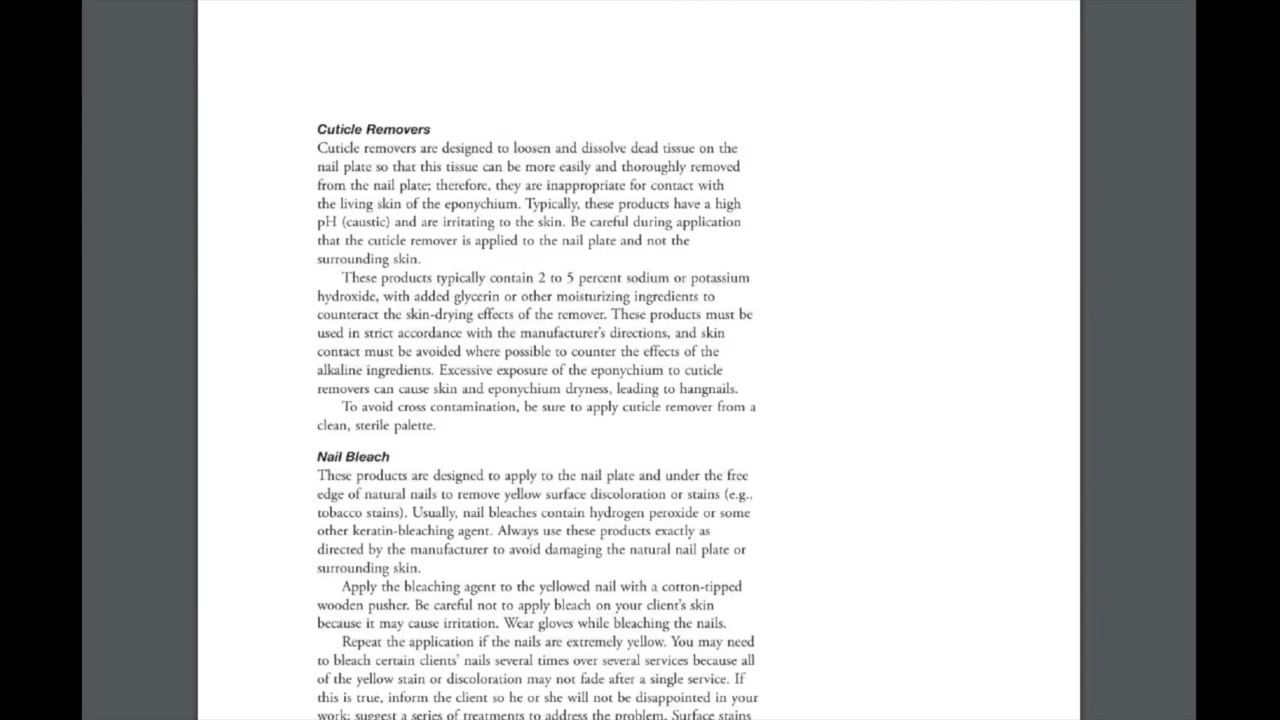 Cuticle Removers
Cuticle removers are designed to loosen and dissolve dead tissue on the
nail plate so that this tissue can be more easily and thoroughly removed
from the nail plate; therefore, they are inappropriate for contact with
the living skin of the eponychium. Typically, these products have a high
pH (caustic) and are irritating to the skin. Be careful during application
that the cuticle remover is applied to the nail plate and not the
surrounding skin.
These products typically contain 2 to 5 percent sodium or potassium
hydroxide, with added glycerin or other moisturizing ingredients to
counteract the skin-drying effects of the remover. These products must be
used in strict accordance with the manufacturer's directions, and skin
contact must be avoided where possible to counter the effects of the
alkaline ingredients. Excessive exposure of the eponychium to cuticle
removers can cause skin and eponychium dryness, leading to hangnails.
To avoid cross contamination, be sure to apply cuticle remover from a
clean, sterile palette.
Nail Bleach
These products are designed to apply to the nail plate and under the free
edge of natural nails to remove yellow surface discoloration or stains (e.g.,
tobacco stains). Usually, nail bleaches contain hydrogen peroxide or some
other keratin-bleaching agent. Always use these products exactly as
directed by the manufacturer to avoid damaging the natural nail plate or
surrounding skin.
Apply the bleaching agent to the yellowed nail with a cotton-tipped
wooden pusher. Be careful not to apply bleach on your client's skin
because it may cause irritation. Wear gloves while bleaching the nails.
Repeat the application if the nails are extremely yellow. You may need
to bleach certain clients' nails several times over several services because all
of the yellow stain or discoloration may not fade after a single service. If
this is true, inform the client so he or she will not be disappointed in your
work; suggest a series of treatments to address the problem. Surface stains